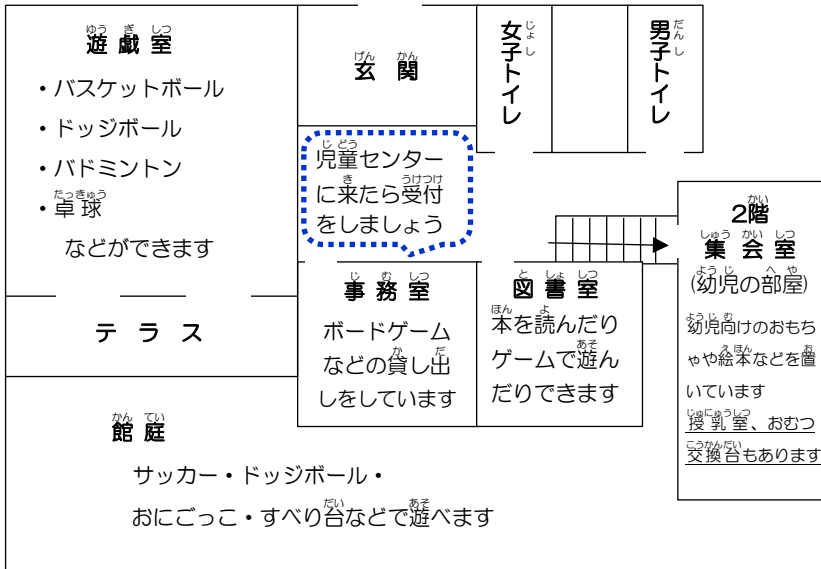 遊戯室
・バスケットボール
・ドッジボール
・バドミントン
・卓球
などができます
玄関
女子トイレ
男子トイレ
児童センター
に来たら受付
をしましょう
事務室
ボードゲーム
などの貸し出
しをしています
図書室
本を読んだり
ゲームで遊ん
だりできます
2階
集会室
(幼児の部屋)
幼児向けのおもち
ゃや絵本などを置
いています
授乳室、おむつ
交換台もあります
テラス
館庭
サッカー・ドッジボール・
おにごっこ・すべり台などで遊べます